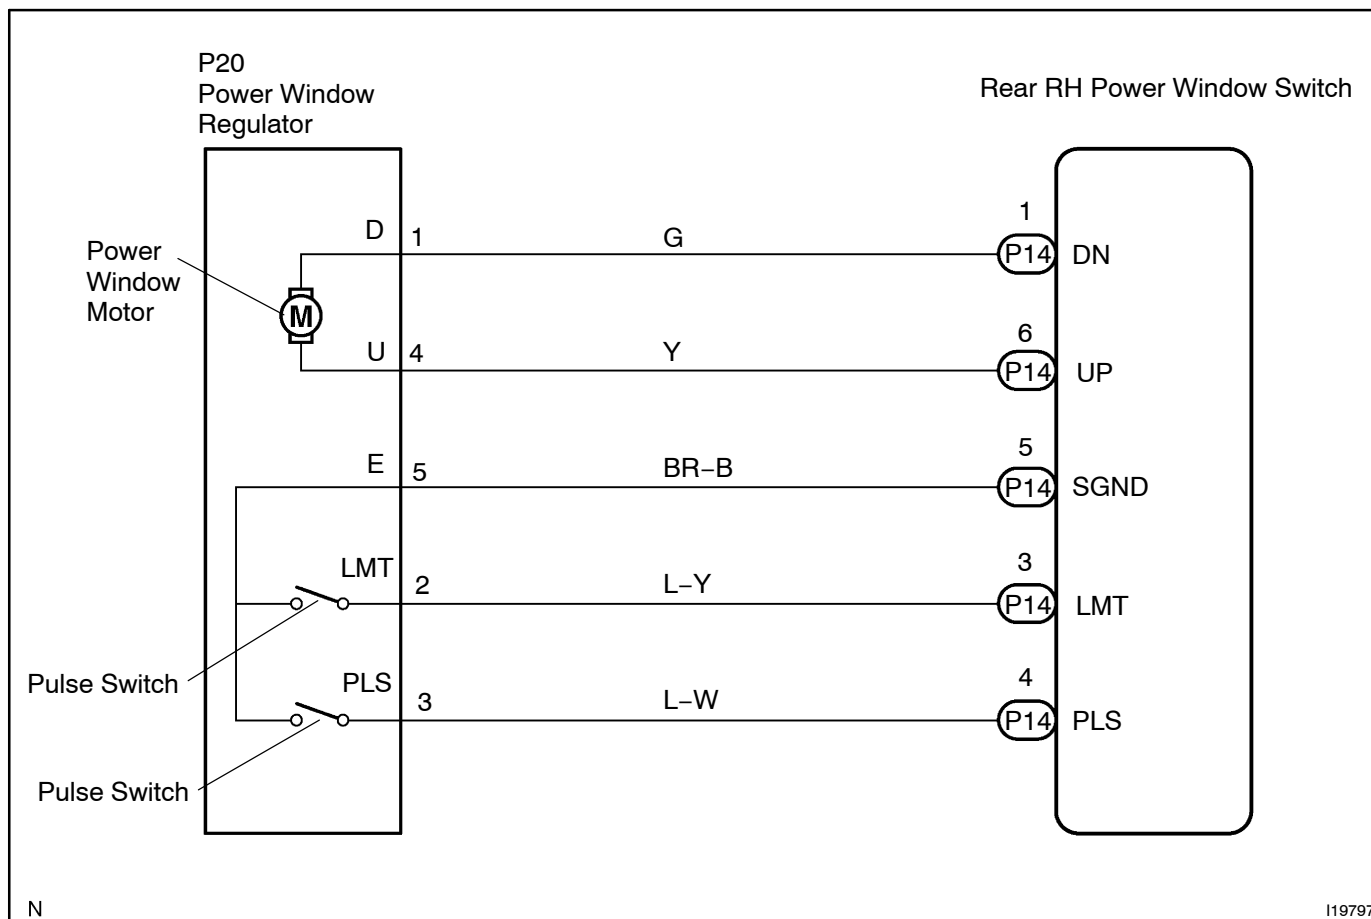 P20
Power Window
Regulator
Rear RH Power Window Switch
Power
Window
Motor
M
D 1 G 1 P14 DN
U 4 Y 6 P14 UP
E 5 BR–B 5 P14 SGND
LMT 2 L–Y 3 P14 LMT
Pulse Switch
PLS 3 L–W 4 P14 PLS
Pulse Switch
N
I19797